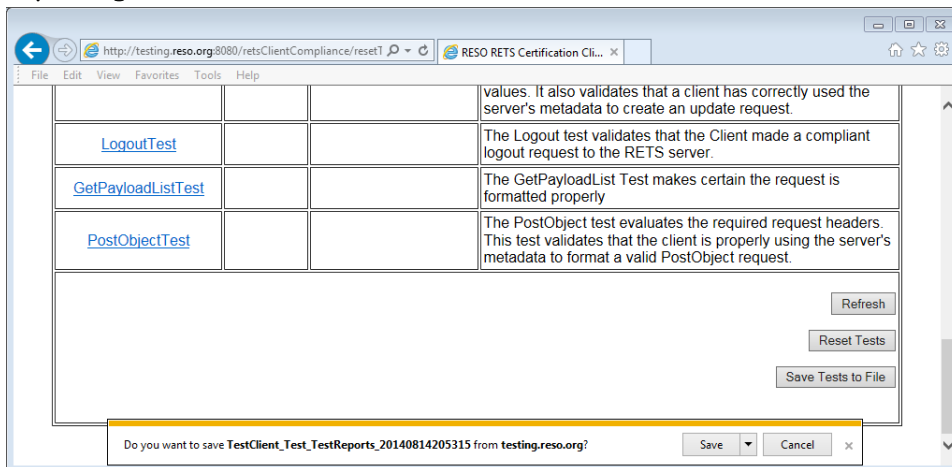 http://testing.reso.org:8080/retsClientCompliance/resetT
RESO RETS Certification Cli...
File Edit View Favorites Tools Help
values. It also validates that a client has correctly used the
server's metadata to create an update request.
LogoutTest
The Logout test validates that the Client made a compliant
logout request to the RETS server.
GetPayloadListTest
The GetPayloadList Test makes certain the request is
formatted properly
PostObjectTest
The PostObject test evaluates the required request headers.
This test validates that the client is properly using the server's
metadata to format a valid PostObject request.
Refresh
Reset Tests
Save Tests to File
Do you want to save TestClient_Test_TestReports_20140814205315 from testing.reso.org?
Save
Cancel